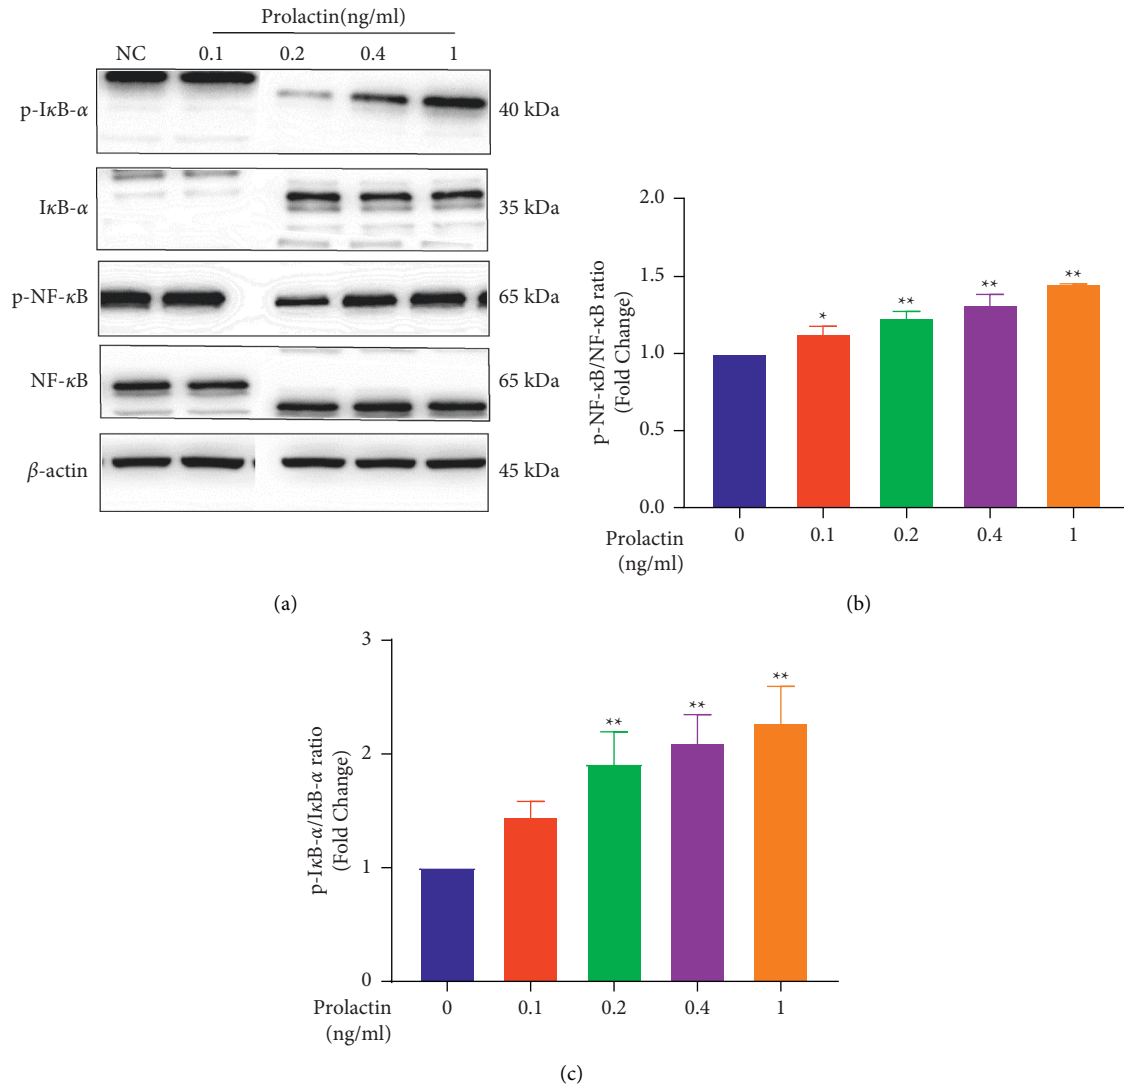 Prolactin(ng/ml)
NC 0.1 0.2 0.4 1
p-IκB-α 40 kDa
IκB-α 35 kDa
p-NF-κB 65 kDa
NF-κB 65 kDa
β-actin 45 kDa
(a)
p-NF-κB/NF-κB ratio
(Fold Change)
2.0
1.5
1.0
0.5
0.0
* ** ** **
Prolactin 0 0.1 0.2 0.4 1
(ng/ml)
(b)
p-IκB-α/IκB-α ratio
(Fold Change)
3
2
1
0
** ** **
Prolactin 0 0.1 0.2 0.4 1
(ng/ml)
(c)